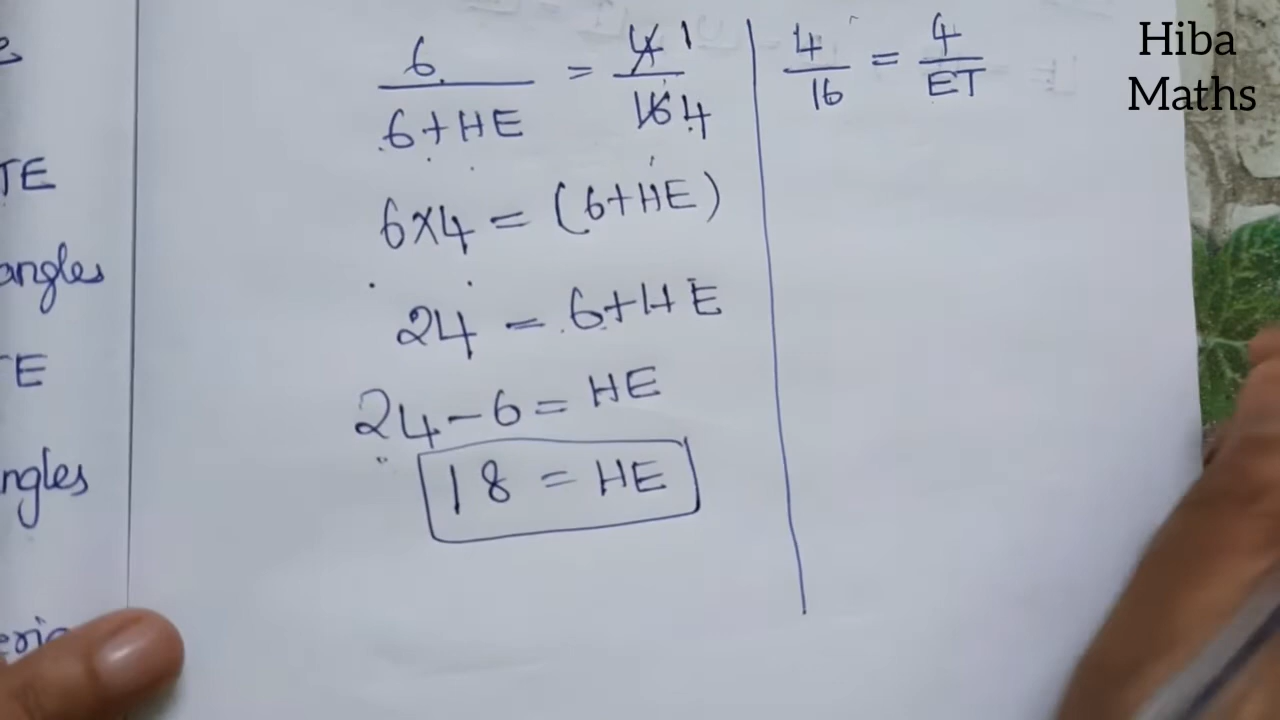 TE
angles
TE
ngles
6/(6+HE) = 4/16 1/4
6×4 = (6+HE)
24 = 6+HE
24-6 = HE
18 = HE
4/16 = 4/ET
Hiba
Maths